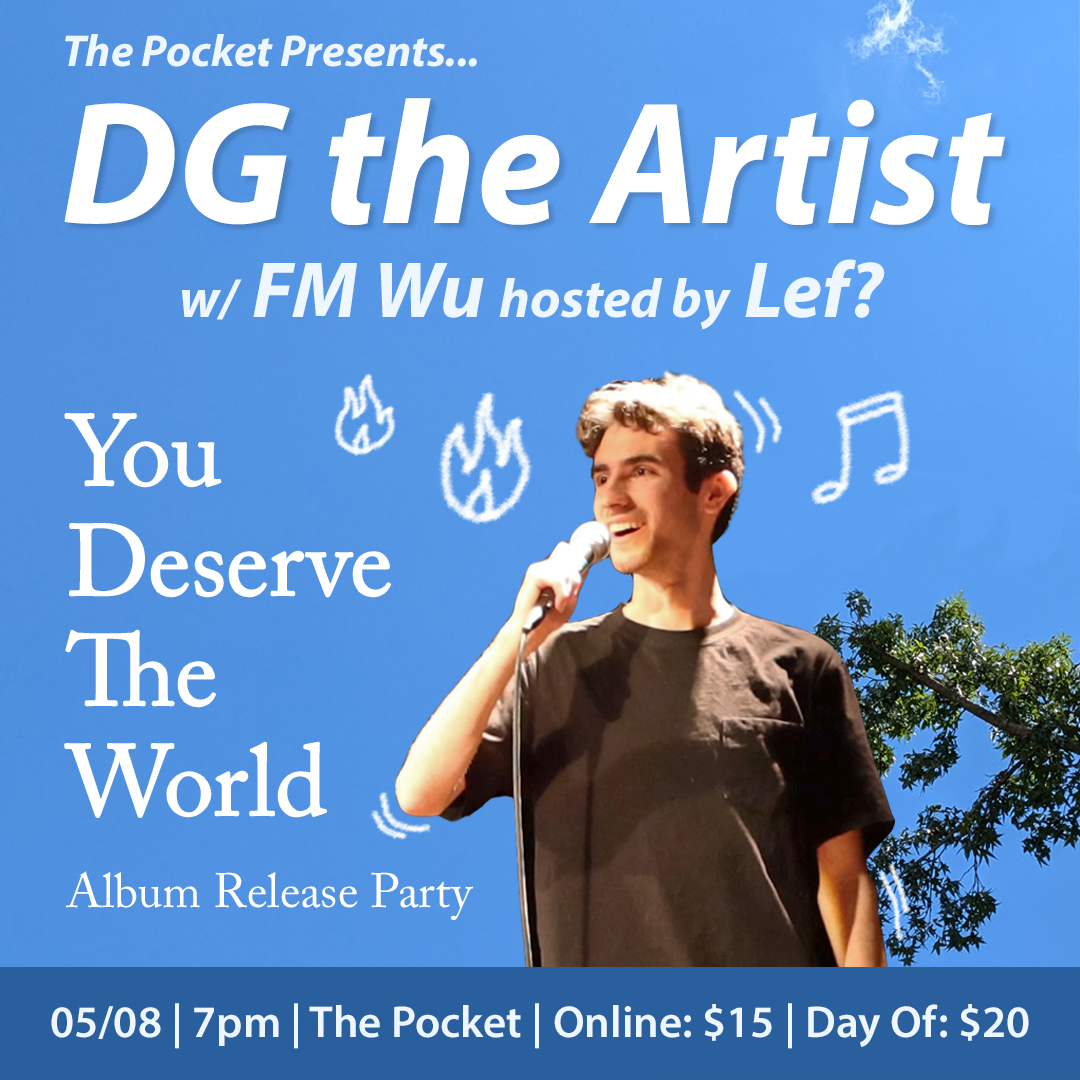 The Pocket Presents...
DG the Artist
w/ FM Wu hosted by Lef?
You
Deserve
The
World
Album Release Party
05/08 | 7pm | The Pocket | Online: $15 | Day Of: $20